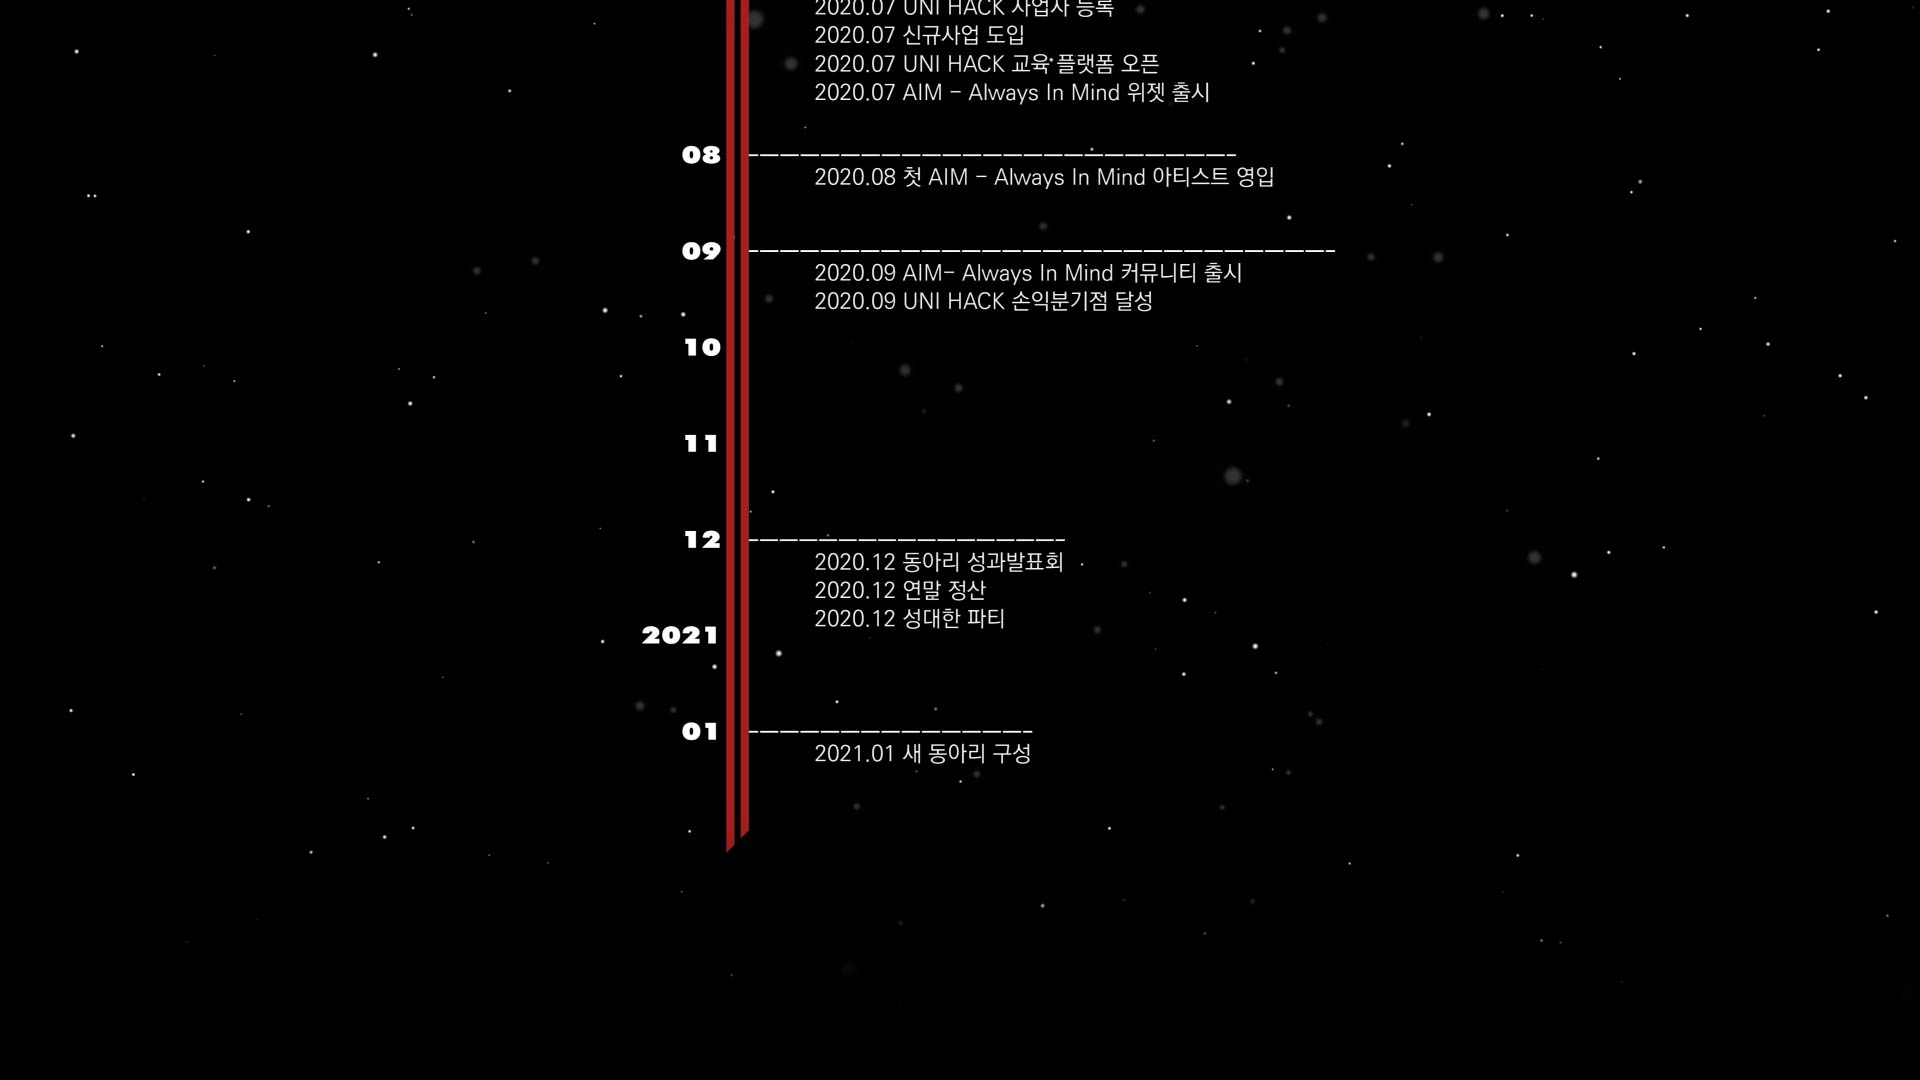 2020.07 UNI HACK 사업자 등록
2020.07 신규사업 도입
2020.07 UNI HACK 교육 플랫폼 오픈
2020.07 AIM - Always In Mind 위젯 출시
08
2020.08 첫 AIM - Always In Mind 아티스트 영입
09
2020.09 AIM- Always In Mind 커뮤니티 출시
2020.09 UNI HACK 손익분기점 달성
10
11
12
2020.12 동아리 성과발표회
2020.12 연말 정산
2020.12 성대한 파티
2021
01
2021.01 새 동아리 구성